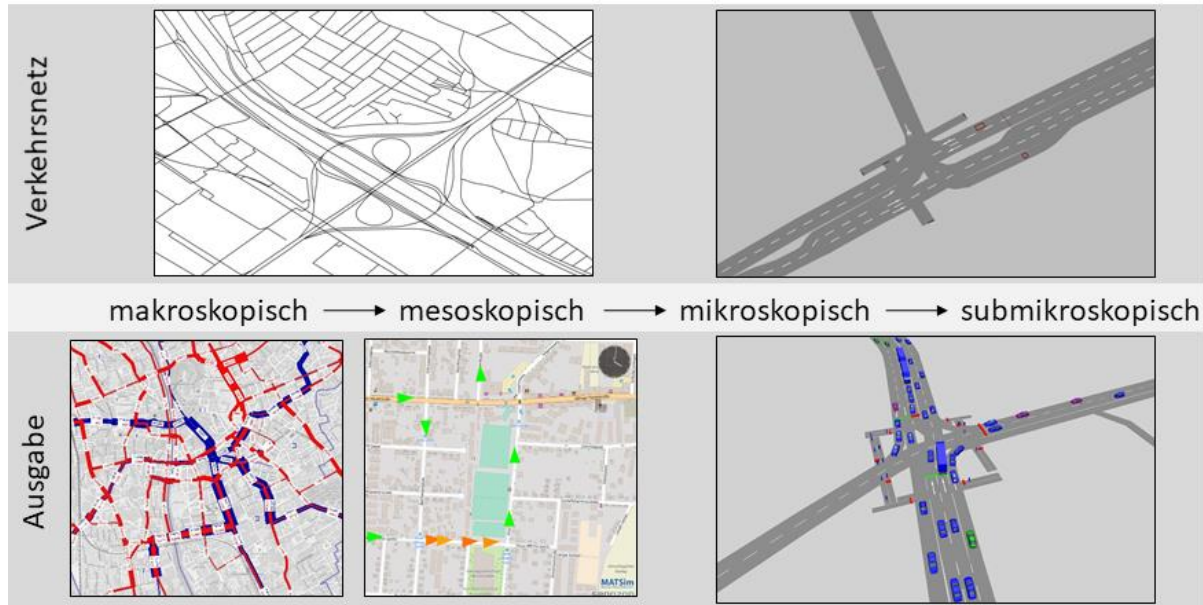 Verkehrsnetz
makroskopisch → mesoskopisch → mikroskopisch → submikroskopisch
Ausgabe
MATSim